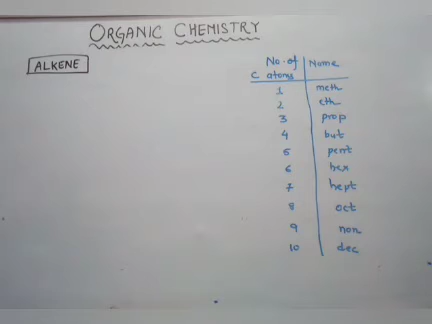 ORGANIC CHEMISTRY
ALKENE
No. of C atoms Name
1 meth
2 eth
3 prop
4 but
5 pent
6 hex
7 hept
8 oct
9 non
10 dec